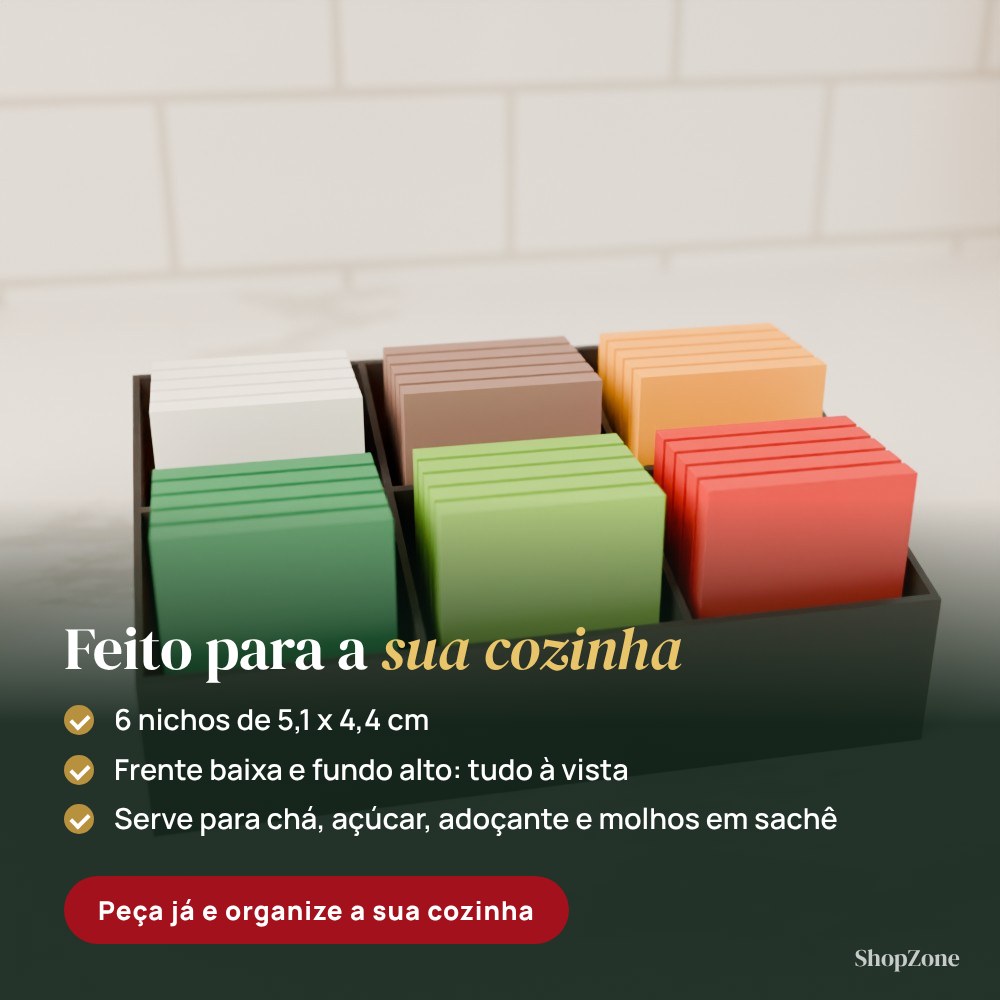 Feito para a sua cozinha
6 nichos de 5,1 x 4,4 cm
Frente baixa e fundo alto: tudo à vista
Serve para chá, açúcar, adoçante e molhos em sachê
Peça já e organize a sua cozinha
ShopZone